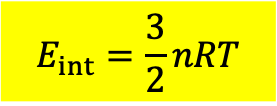 E_int = 3/2 nRT